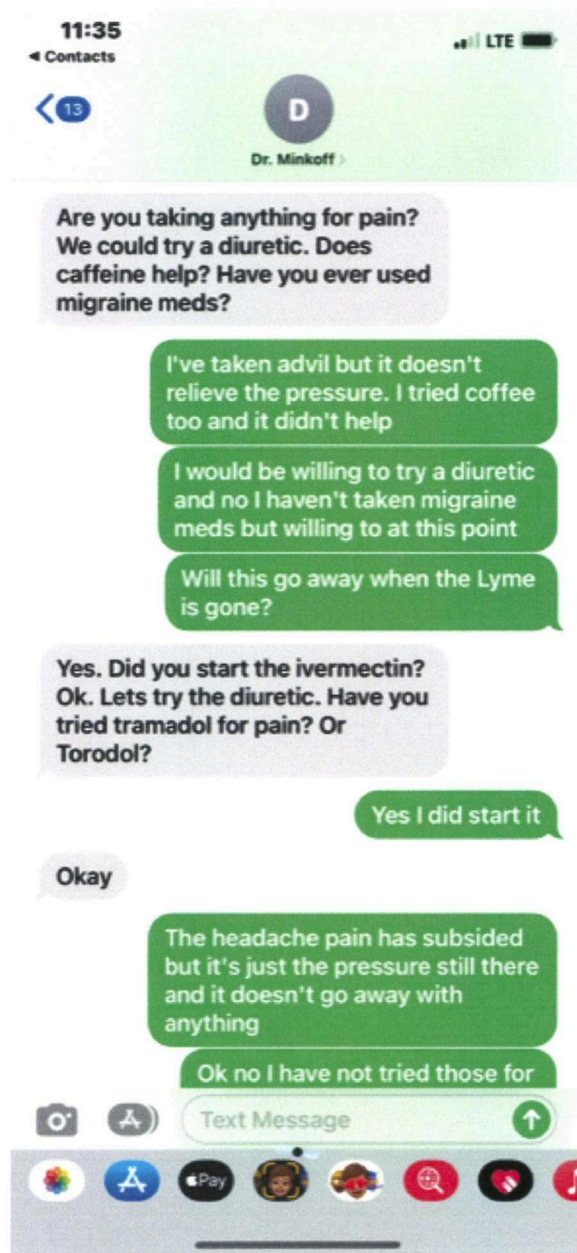 11:35
Contacts
LTE
13
D
Dr. Minkoff
Are you taking anything for pain?
We could try a diuretic. Does
caffeine help? Have you ever used
migraine meds?
I've taken advil but it doesn't
relieve the pressure. I tried coffee
too and it didn't help
I would be willing to try a diuretic
and no I haven't taken migraine
meds but willing to at this point
Will this go away when the Lyme
is gone?
Yes. Did you start the ivermectin?
Ok. Lets try the diuretic. Have you
tried tramadol for pain? Or
Torodol?
Yes I did start it
Okay
The headache pain has subsided
but it's just the pressure still there
and it doesn't go away with
anything
Ok no I have not tried those for
Text Message
Pay